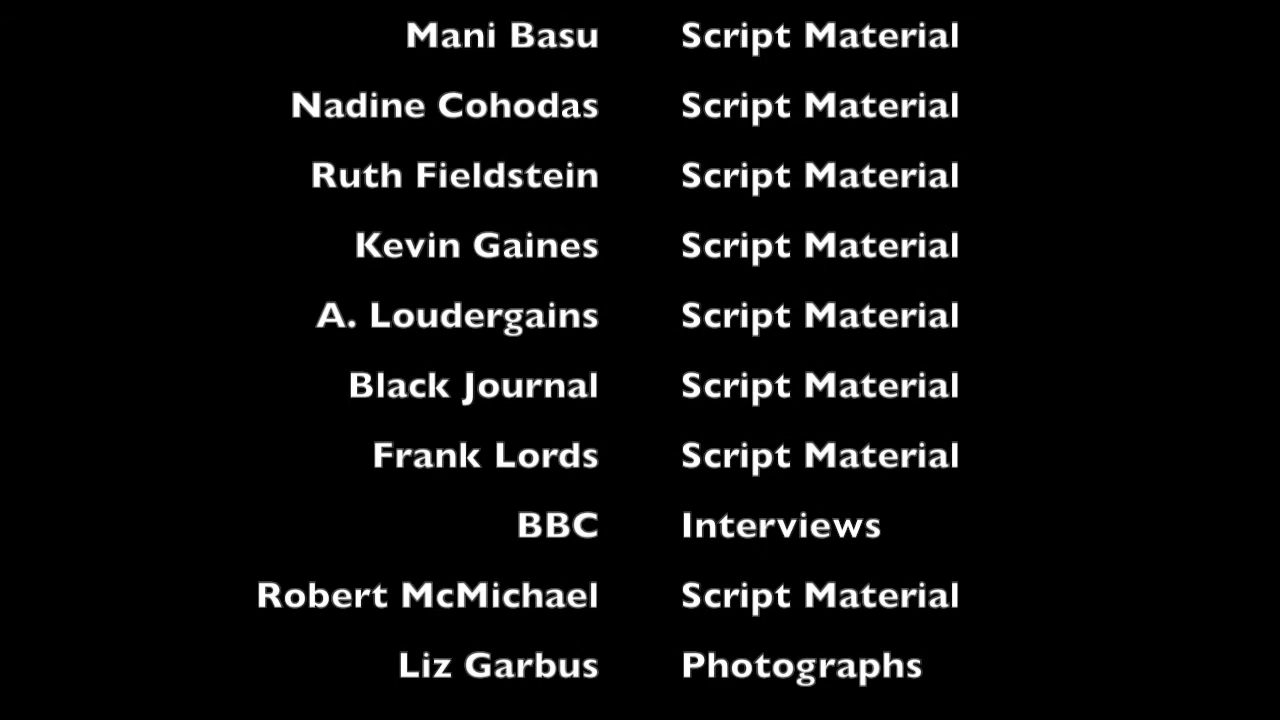 Mani Basu Script Material
Nadine Cohodas Script Material
Ruth Fieldstein Script Material
Kevin Gaines Script Material
A. Loudergains Script Material
Black Journal Script Material
Frank Lords Script Material
BBC Interviews
Robert McMichael Script Material
Liz Garbus Photographs